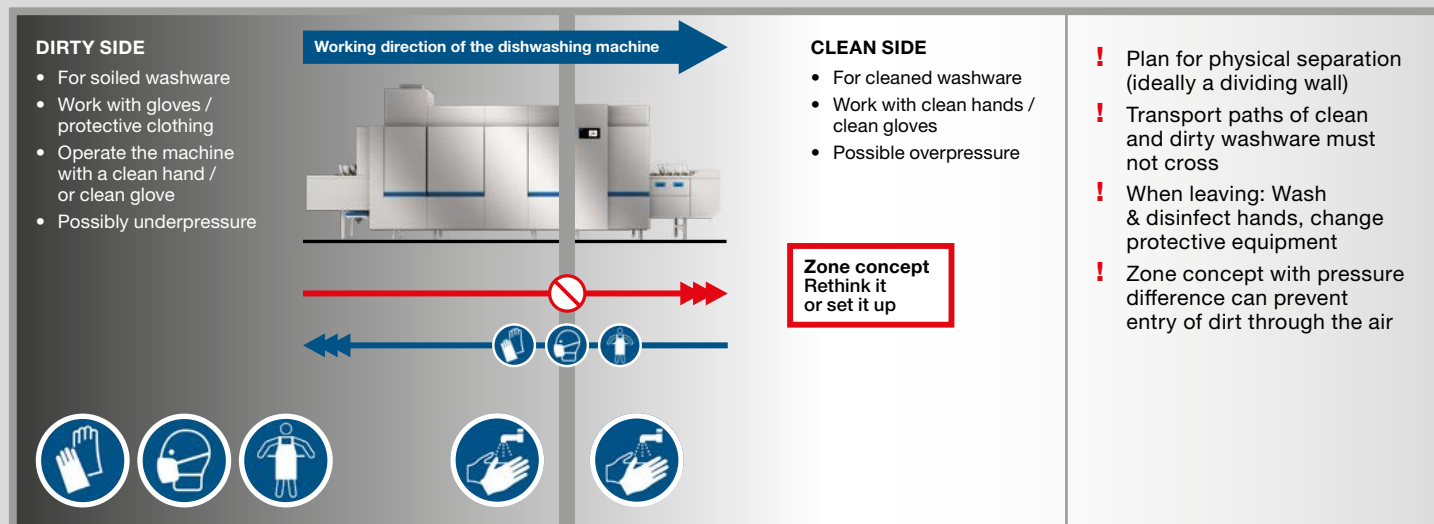 DIRTY SIDE
• For soiled washware
• Work with gloves /
protective clothing
• Operate the machine
with a clean hand /
or clean glove
• Possibly underpressure
Working direction of the dishwashing machine
CLEAN SIDE
• For cleaned washware
• Work with clean hands /
clean gloves
• Possible overpressure
Zone concept
Rethink it
or set it up
! Plan for physical separation
(ideally a dividing wall)
! Transport paths of clean
and dirty washware must
not cross
! When leaving: Wash
& disinfect hands, change
protective equipment
! Zone concept with pressure
difference can prevent
entry of dirt through the air